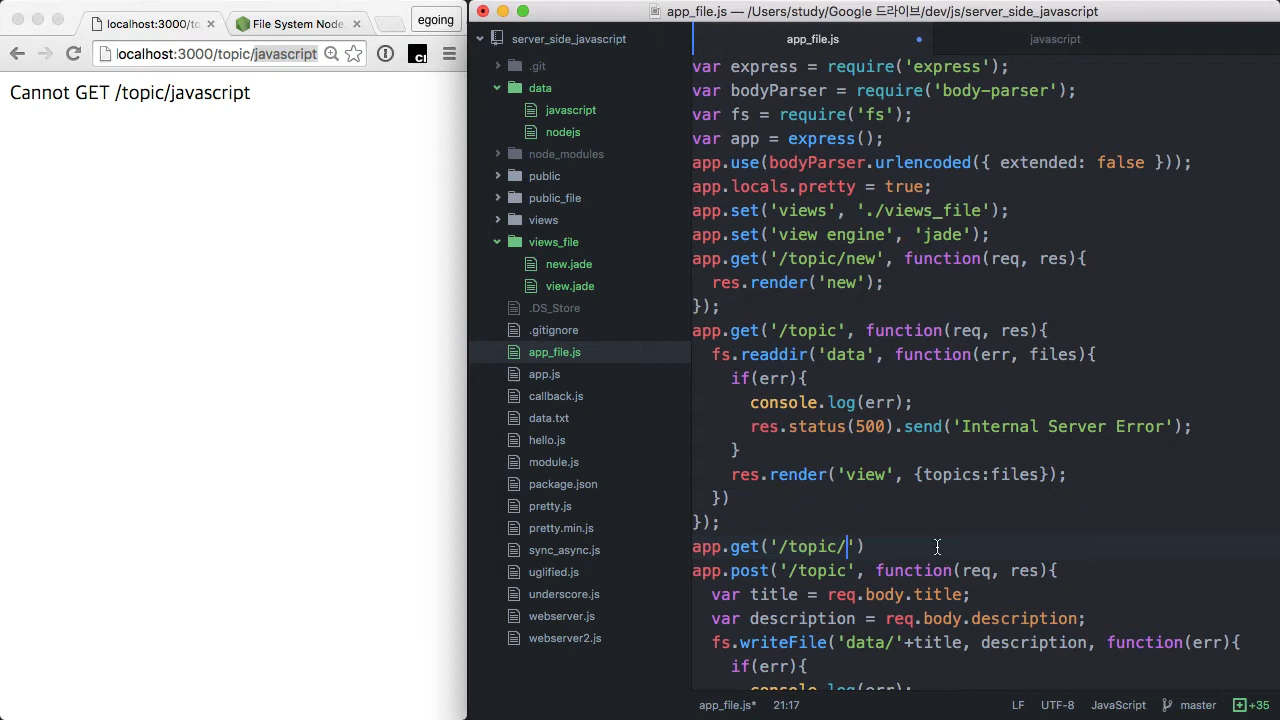 localhost:3000/to
File System Node
egoing
localhost:3000/topic/javascript
Cannot GET /topic/javascript
app_file.js — /Users/study/Google 드라이브/dev/js/server_side_javascript
server_side_javascript
.git
data
javascript
nodejs
node_modules
public
public_file
views
views_file
new.jade
view.jade
.DS_Store
.gitignore
app_file.js
app.js
callback.js
data.txt
hello.js
module.js
package.json
pretty.js
pretty.min.js
sync_async.js
uglified.js
underscore.js
webserver.js
webserver2.js
app_file.js
javascript
var express = require('express');
var bodyParser = require('body-parser');
var fs = require('fs');
var app = express();
app.use(bodyParser.urlencoded({ extended: false }));
app.locals.pretty = true;
app.set('views', './views_file');
app.set('view engine', 'jade');
app.get('/topic/new', function(req, res){
  res.render('new');
});
app.get('/topic', function(req, res){
  fs.readdir('data', function(err, files){
    if(err){
      console.log(err);
      res.status(500).send('Internal Server Error');
    }
    res.render('view', {topics:files});
  })
});
app.get('/topic/')
app.post('/topic', function(req, res){
  var title = req.body.title;
  var description = req.body.description;
  fs.writeFile('data/'+title, description, function(err){
    if(err){
      console.log(err);
app_file.js* 21:17
LF UTF-8 JavaScript master +35